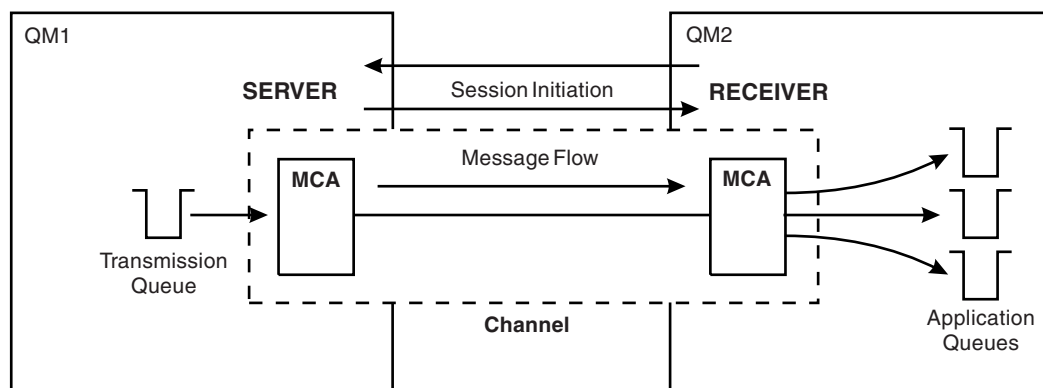 QM1
QM2
SERVER
Session Initiation
RECEIVER
Message Flow
MCA
MCA
Transmission
Queue
Channel
Application
Queues